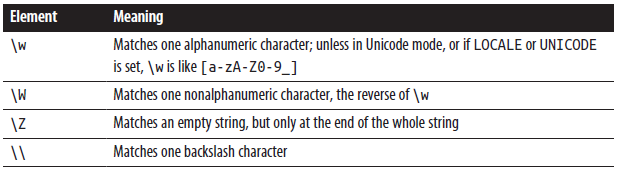 Element Meaning
\w Matches one alphanumeric character; unless in Unicode mode, or if LOCALE or UNICODE
is set, \w is like [a-zA-Z0-9_]
\W Matches one nonalphanumeric character, the reverse of \w
\Z Matches an empty string, but only at the end of the whole string
\\ Matches one backslash character